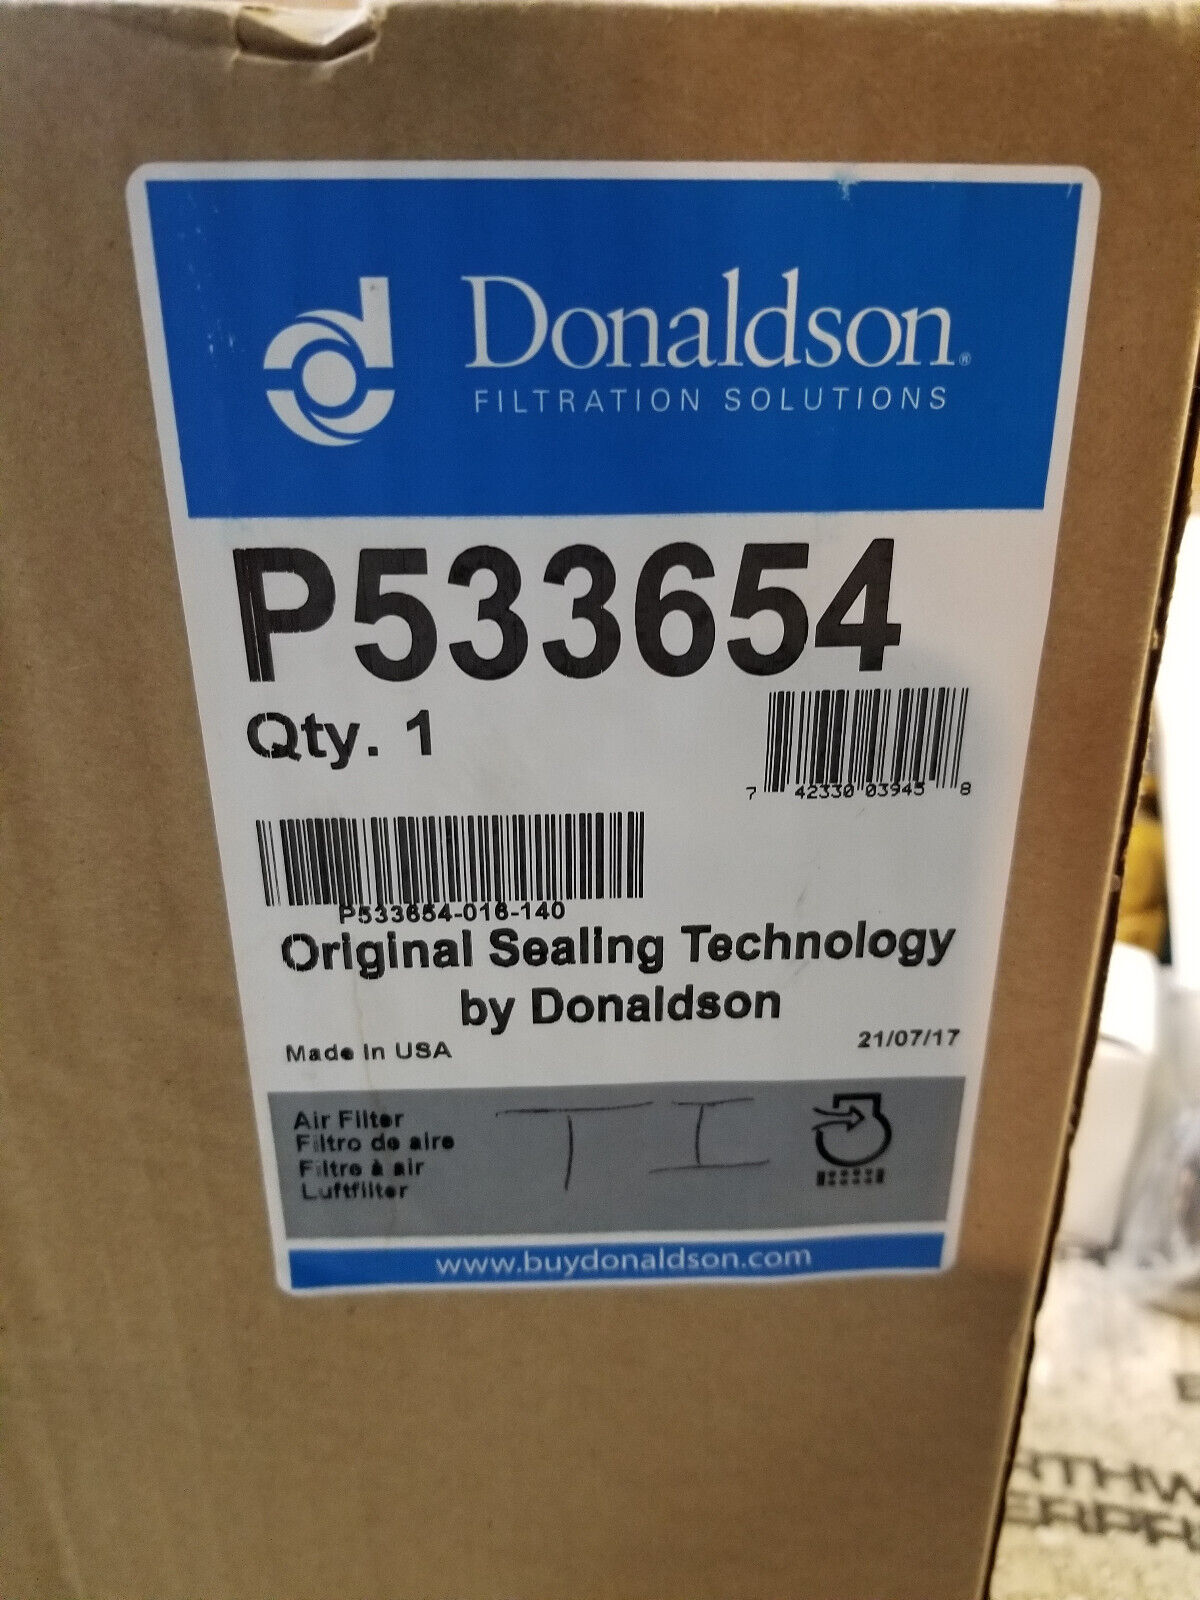 Donaldson®
FILTRATION SOLUTIONS
P533654
Qty. 1
7 42330 03945 8
P533654-016-140
Original Sealing Technology
by Donaldson
Made in USA
21/07/17
Air Filter
Filtro de aire
Filtre à air
Luftfilter
TI
www.buydonaldson.com